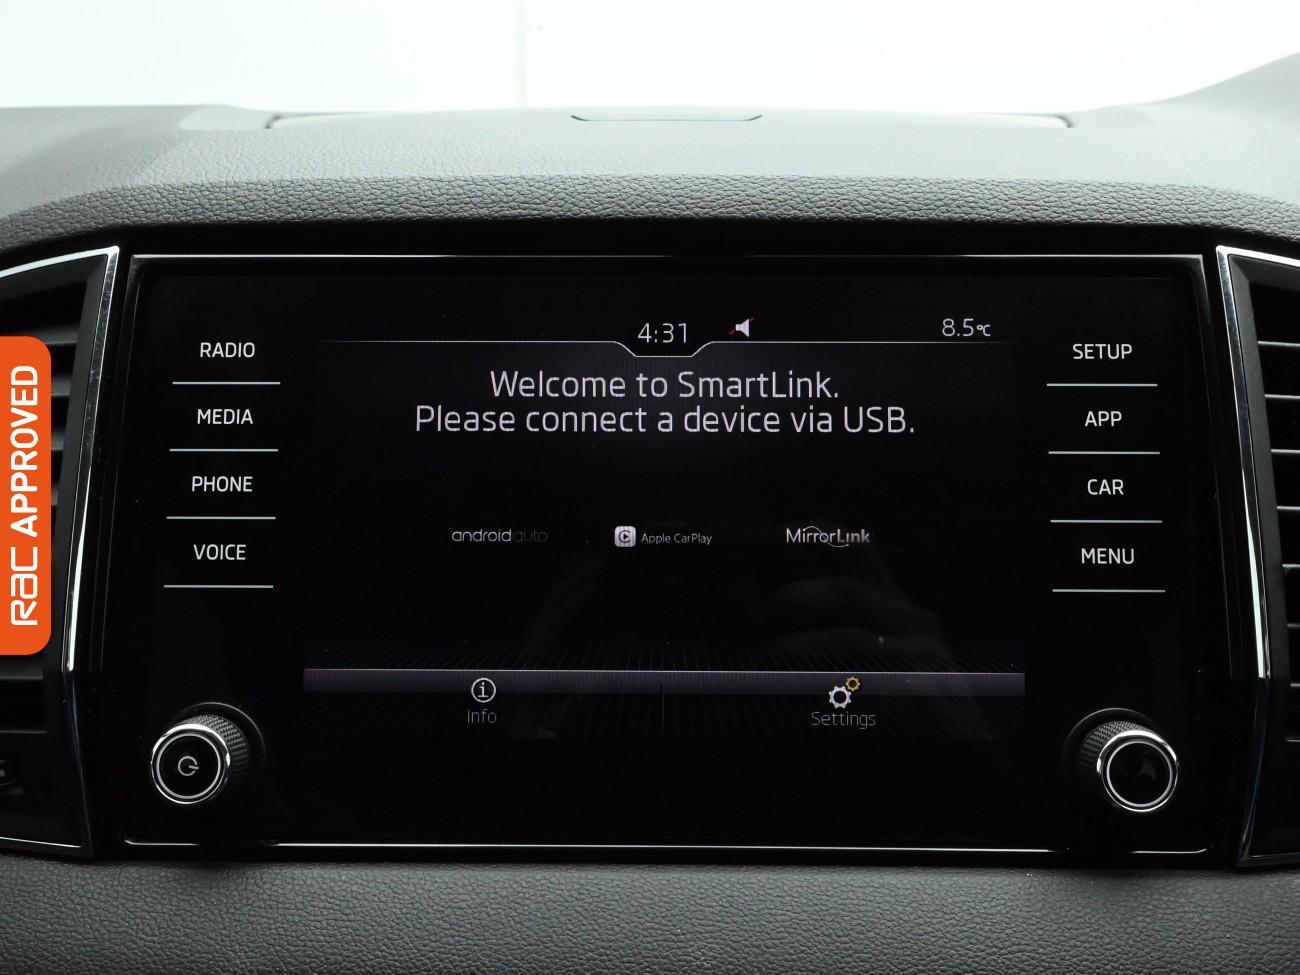 4:31
8.5°C
RADIO
MEDIA
PHONE
VOICE
Welcome to SmartLink.
Please connect a device via USB.
androidauto
Apple CarPlay
MirrorLink
Info
Settings
SETUP
APP
CAR
MENU
RAC APPROVED